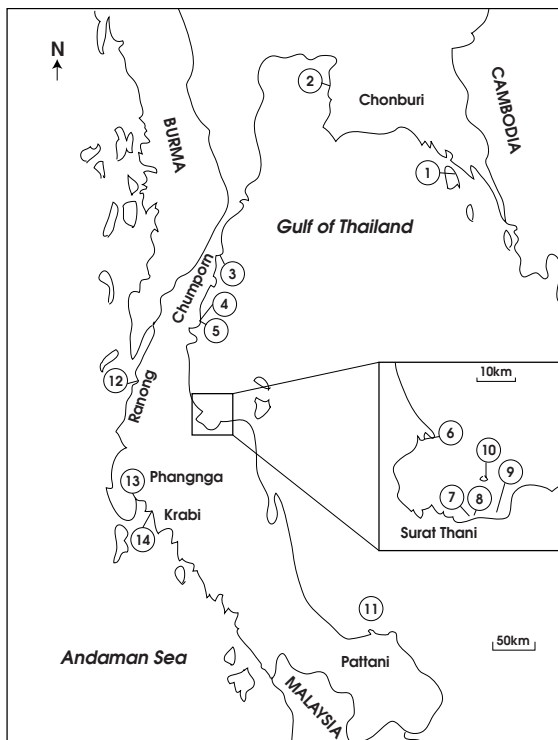 N
2
Chonburi
CAMBODIA
BURMA
1
Gulf of Thailand
3
Chumporn
4
5
12
Ranong
10km
6
10
9
7
8
Surat Thani
13
Phangnga
Krabi
14
11
50km
Andaman Sea
Pattani
MALAYSIA